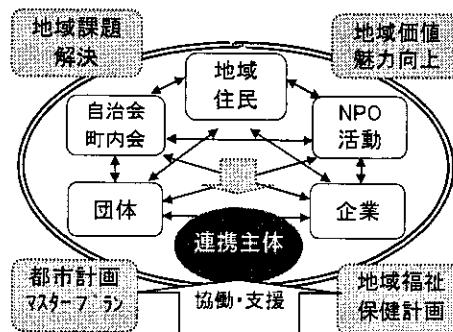 地域課題
解決
地域価値
魅力向上
地域
住民
自治会
町内会
NPO
活動
団体
企業
連携主体
都市計画
マスタープラン
協働・支援
地域福祉
保健計画